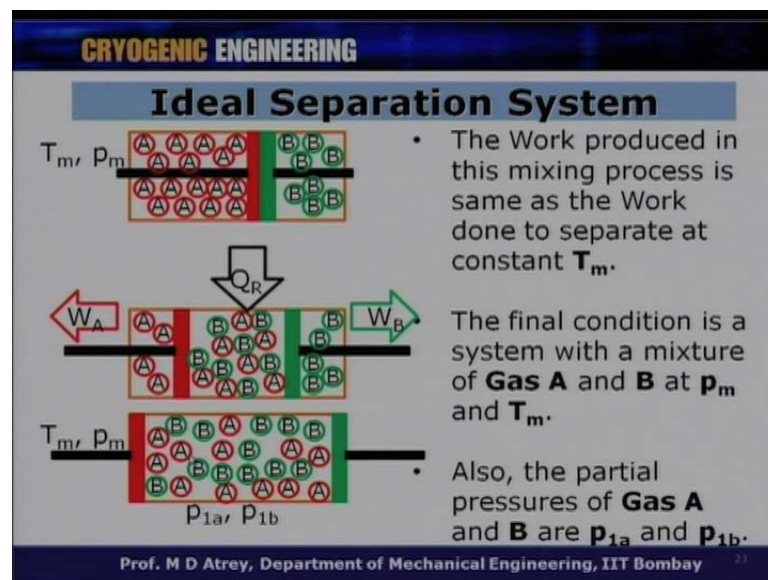 CRYOGENIC ENGINEERING
Ideal Separation System
Tm, pm
• The Work produced in
this mixing process is
same as the Work
done to separate at
constant Tm.
QR
WA
WB
• The final condition is a
system with a mixture
of Gas A and B at pm
and Tm.
Tm, pm
p1a, p1b
• Also, the partial
pressures of Gas A
and B are p1a and p1b.
Prof. M D Atrey, Department of Mechanical Engineering, IIT Bombay
23